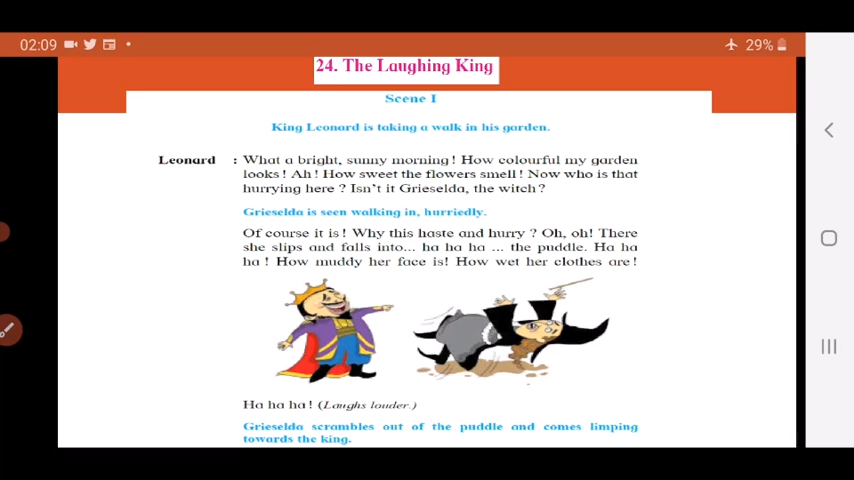 02:09
29%
24. The Laughing King
Scene I
King Leonard is taking a walk in his garden.
Leonard : What a bright, sunny morning! How colourful my garden
looks! Ah! How sweet the flowers smell! Now who is that
hurrying here? Isn't it Grieselda, the witch?
Grieselda is seen walking in, hurriedly.
Of course it is! Why this haste and hurry? Oh, oh! There
she slips and falls into... ha ha ha ... the puddle. Ha ha
ha! How muddy her face is! How wet her clothes are!
Ha ha ha! (Laughs louder.)
Grieselda scrambles out of the puddle and comes limping
towards the king.